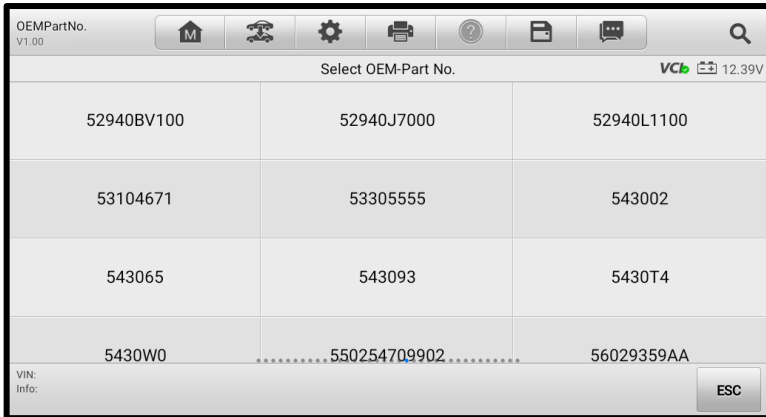 OEMPartNo.
V1.00
M
?
Select OEM-Part No.
VCI 12.39V
52940BV100 52940J7000 52940L1100
53104671 53305555 543002
543065 543093 5430T4
5430W0 550254709902 56029359AA
VIN:
Info:
ESC